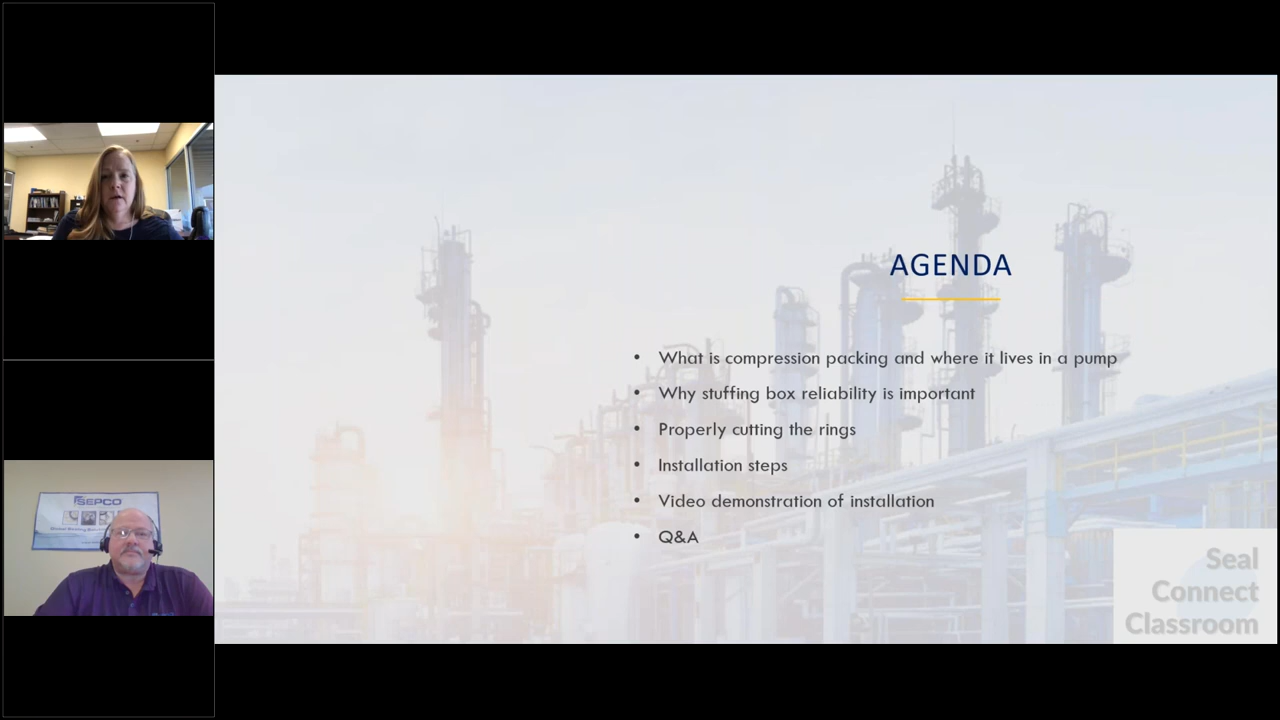 AGENDA
• What is compression packing and where it lives in a pump
• Why stuffing box reliability is important
• Properly cutting the rings
• Installation steps
• Video demonstration of installation
• Q&A
Seal
Connect
Classroom
SEPCO